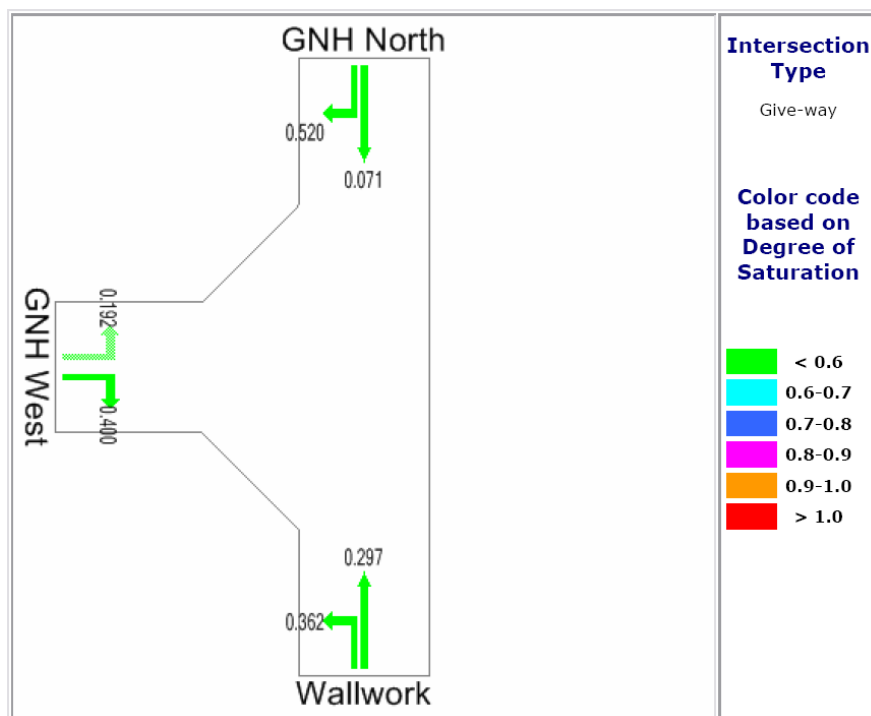 GNH North
0.520
0.071
GNH West
0.192
0.400
0.297
0.362
Wallwork
Intersection
Type
Give-way
Color code
based on
Degree of
Saturation
< 0.6
0.6-0.7
0.7-0.8
0.8-0.9
0.9-1.0
> 1.0